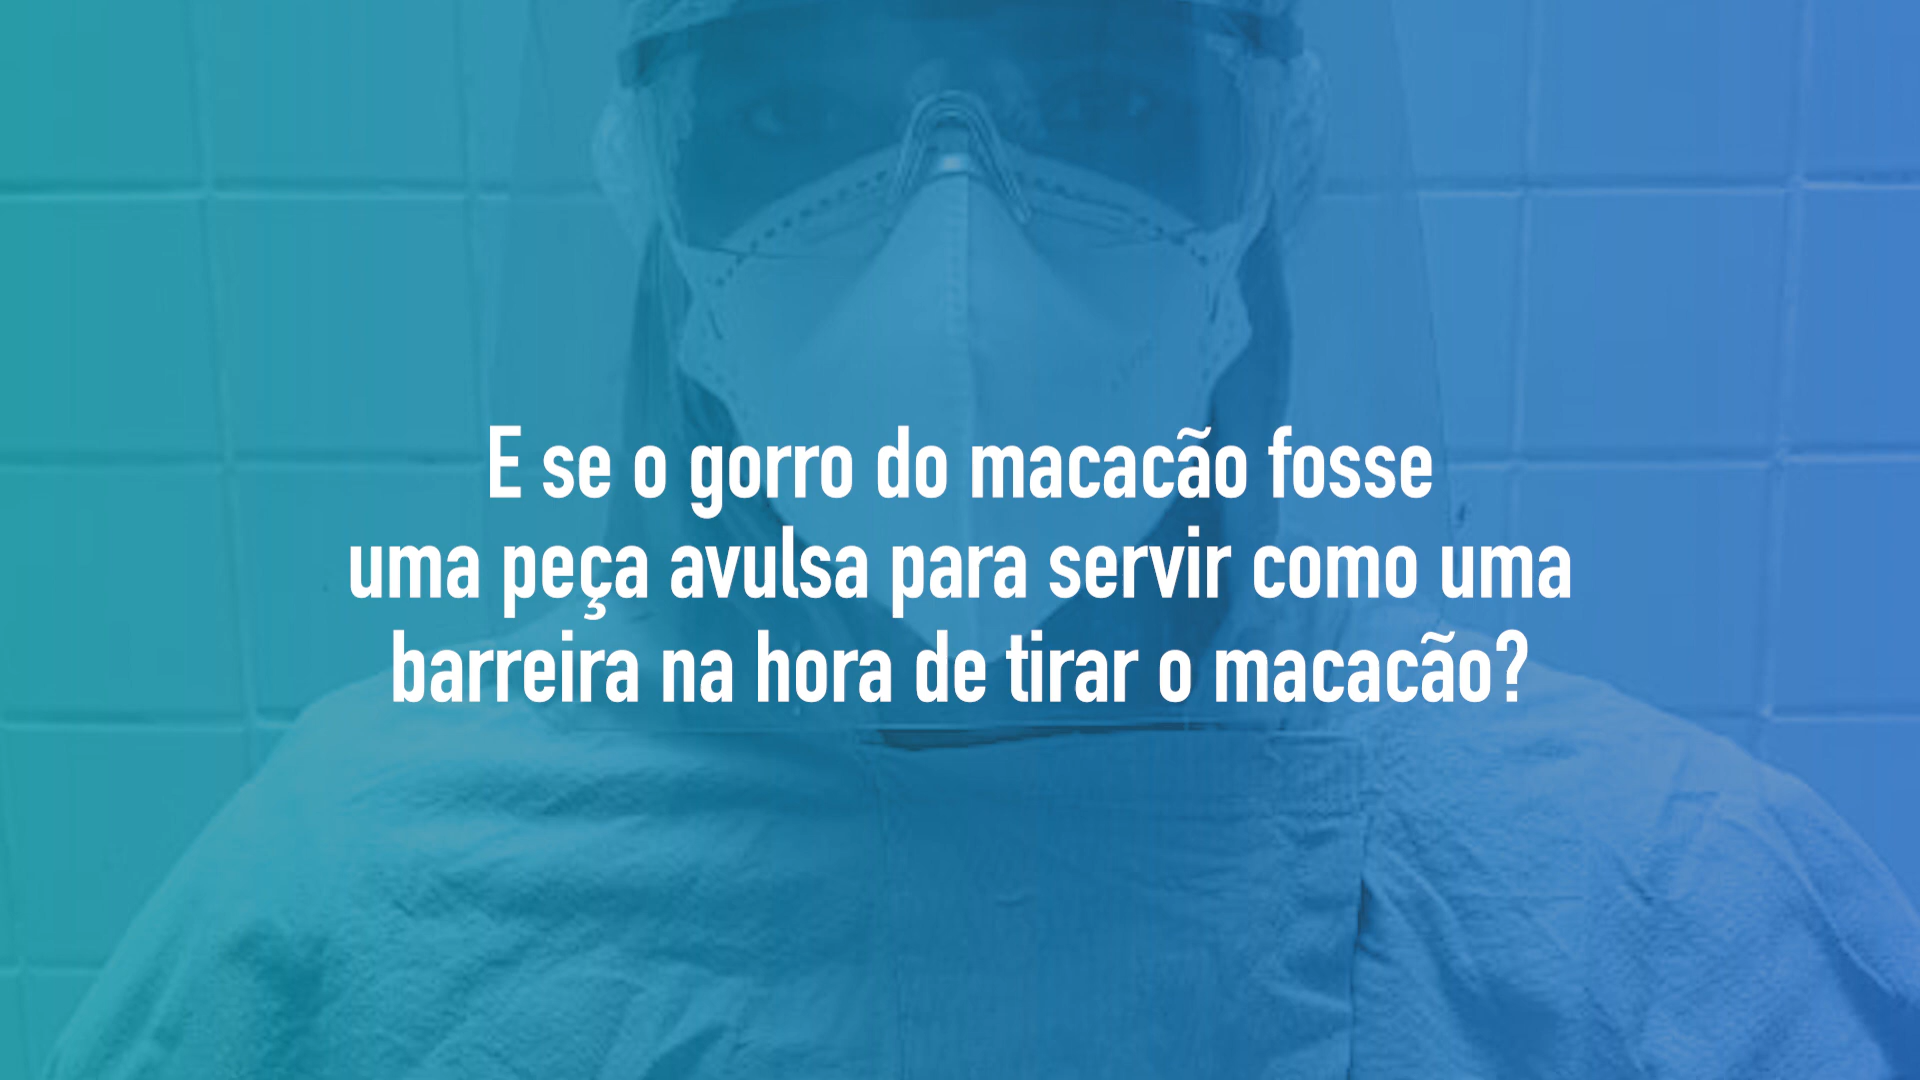 E se o gorro do macacão fosse
uma peça avulsa para servir como uma
barreira na hora de tirar o macacão?